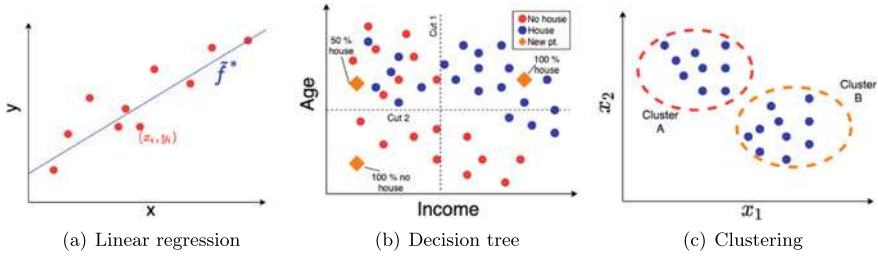 y
f̃*
(xᵢ, yᵢ)
x
(a) Linear regression
Cut 1
No house
House
New pt.
50 %
house
100 %
house
Age
Cut 2
100 % no
house
Income
(b) Decision tree
x₂
Cluster
A
Cluster
B
x₁
(c) Clustering